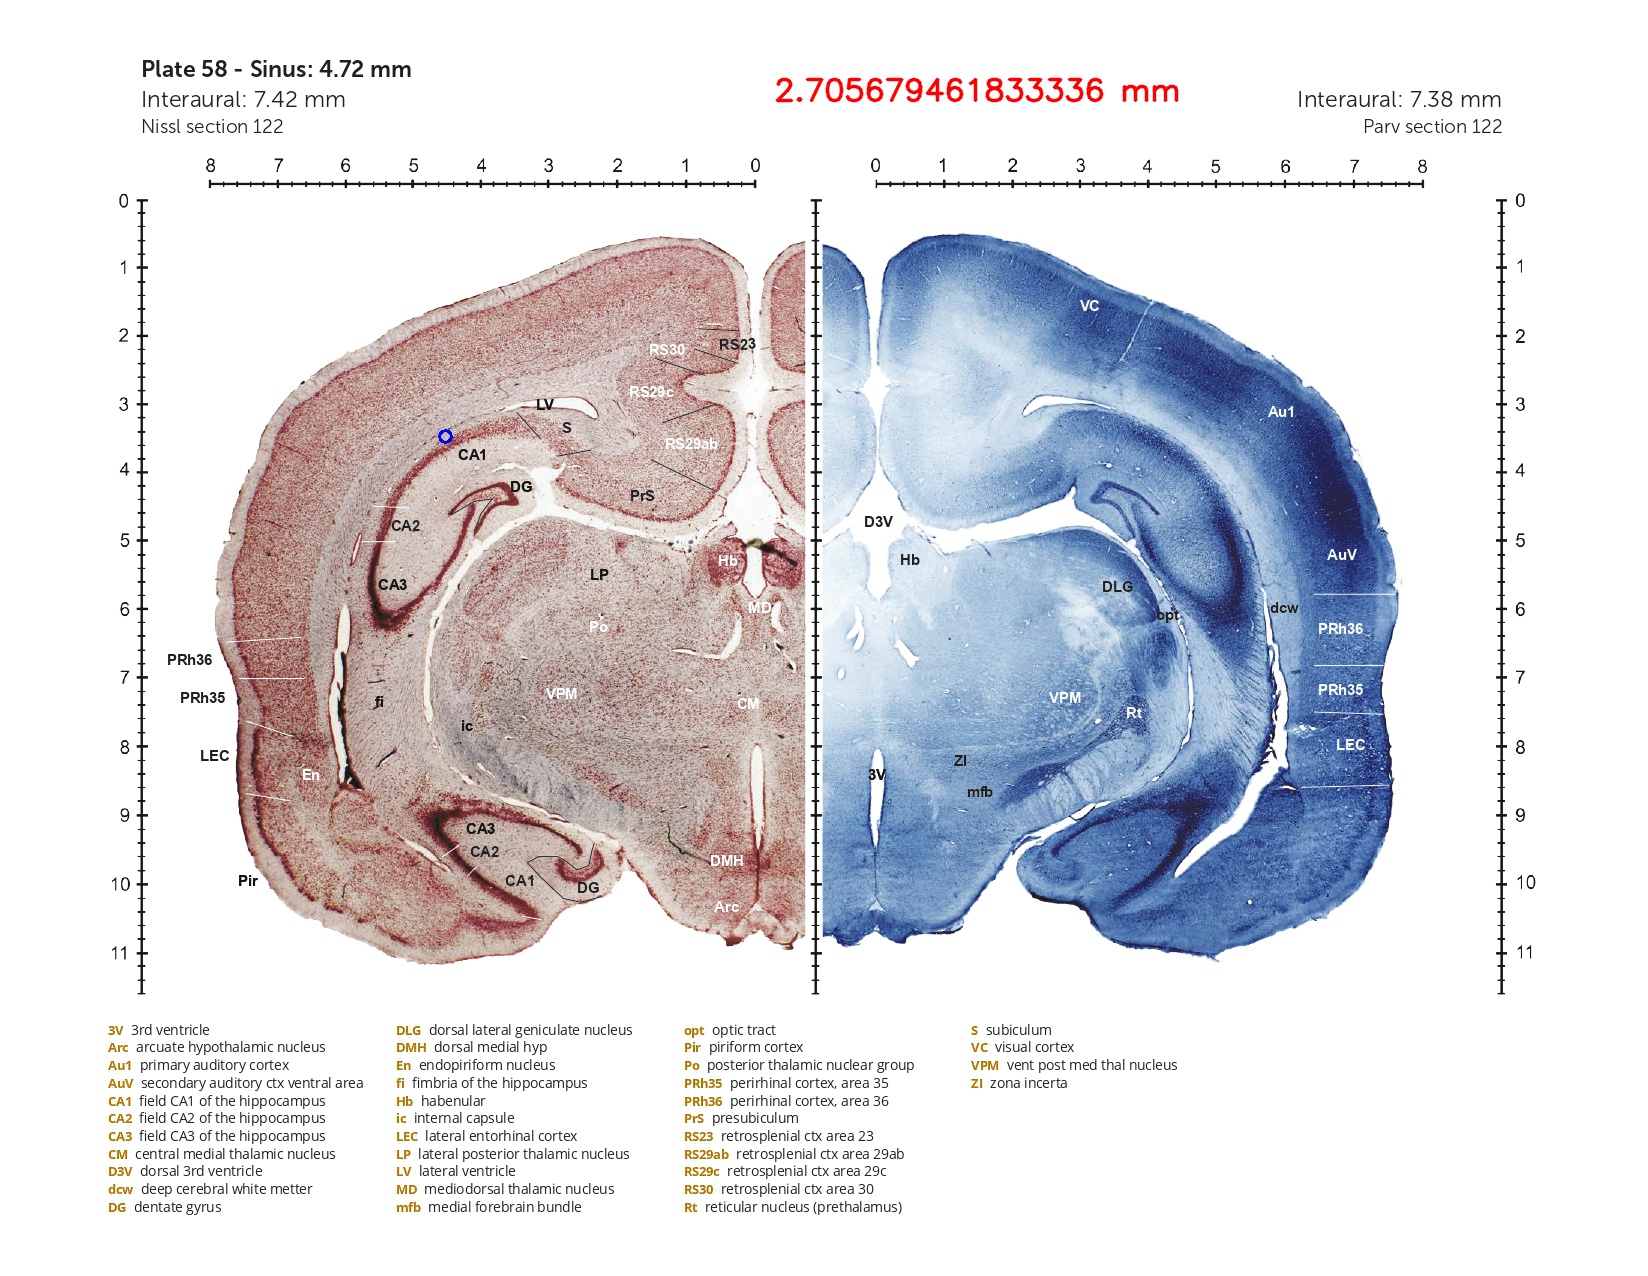 Plate 58 - Sinus: 4.72 mm
Interaural: 7.42 mm
Nissl section 122
2.705679461833336 mm
Interaural: 7.38 mm
Parv section 122
8 7 6 5 4 3 2 1 0
0 1 2 3 4 5 6 7 8
0 0
1 1
VC
2 2
RS23
RS30
RS29c
3 3
LV
Au1
S
RS29ab
CA1
4 4
DG
PrS
CA2
D3V
5 5
AuV
Hb
Hb
LP
CA3
DLG
6 6
MD
dcw
opt
Po
PRh36
PRh36
7 7
PRh35
PRh35
VPM
VPM
fi
CM
Rt
ic
8 8
LEC
LEC
ZI
En
3V
mfb
9 9
CA3
CA2
DMH
Pir
CA1
10 10
DG
Arc
11 11
3V 3rd ventricle
Arc arcuate hypothalamic nucleus
Au1 primary auditory cortex
AuV secondary auditory ctx ventral area
CA1 field CA1 of the hippocampus
CA2 field CA2 of the hippocampus
CA3 field CA3 of the hippocampus
CM central medial thalamic nucleus
D3V dorsal 3rd ventricle
dcw deep cerebral white metter
DG dentate gyrus
DLG dorsal lateral geniculate nucleus
DMH dorsal medial hyp
En endopiriform nucleus
fi fimbria of the hippocampus
Hb habenular
ic internal capsule
LEC lateral entorhinal cortex
LP lateral posterior thalamic nucleus
LV lateral ventricle
MD mediodorsal thalamic nucleus
mfb medial forebrain bundle
opt optic tract
Pir piriform cortex
Po posterior thalamic nuclear group
PRh35 perirhinal cortex, area 35
PRh36 perirhinal cortex, area 36
PrS presubiculum
RS23 retrosplenial ctx area 23
RS29ab retrosplenial ctx area 29ab
RS29c retrosplenial ctx area 29c
RS30 retrosplenial ctx area 30
Rt reticular nucleus (prethalamus)
S subiculum
VC visual cortex
VPM vent post med thal nucleus
ZI zona incerta